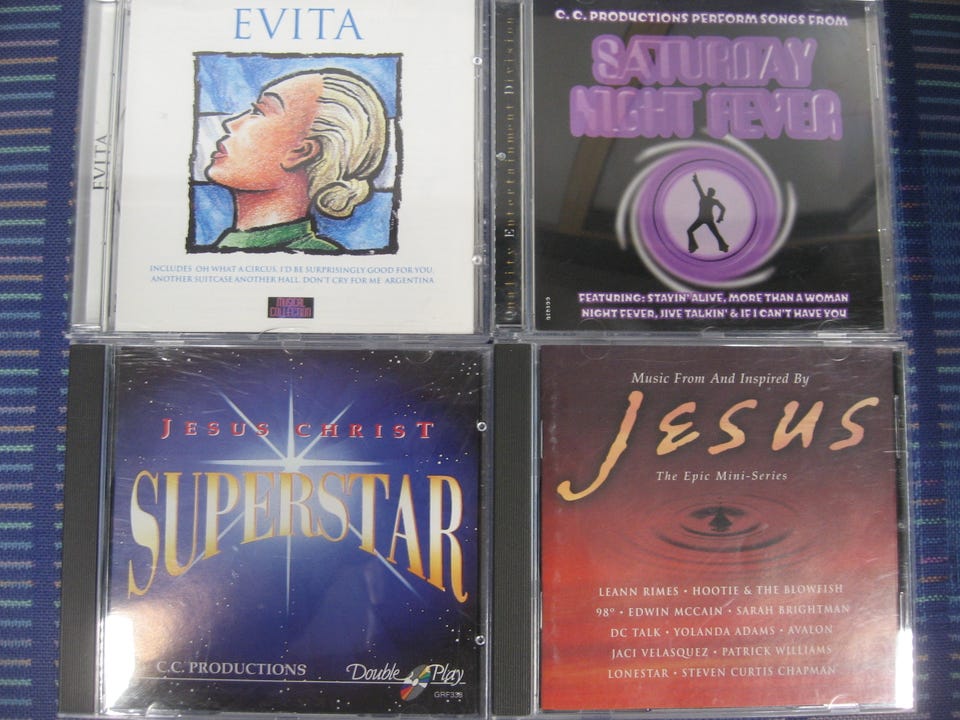 EVITA
EVITA
INCLUDES OH WHAT A CIRCUS. I'D BE SURPRISINGLY GOOD FOR YOU.
ANOTHER SUITCASE ANOTHER HALL. DON'T CRY FOR ME ARGENTINA
MUSICAL
COLLECTION
Quality Entertainment Division
C. C. PRODUCTIONS PERFORM SONGS FROM
SATURDAY
NIGHT FEVER
FEATURING: STAYIN' ALIVE, MORE THAN A WOMAN
NIGHT FEVER, JIVE TALKIN' & IF I CAN'T HAVE YOU
JESUS CHRIST
SUPERSTAR
C.C. PRODUCTIONS
Double Play
GRF338
Music From And Inspired By
JESUS
The Epic Mini-Series
LEANN RIMES • HOOTIE & THE BLOWFISH
98° • EDWIN MCCAIN • SARAH BRIGHTMAN
DC TALK • YOLANDA ADAMS • AVALON
JACI VELASQUEZ • PATRICK WILLIAMS
LONESTAR • STEVEN CURTIS CHAPMAN